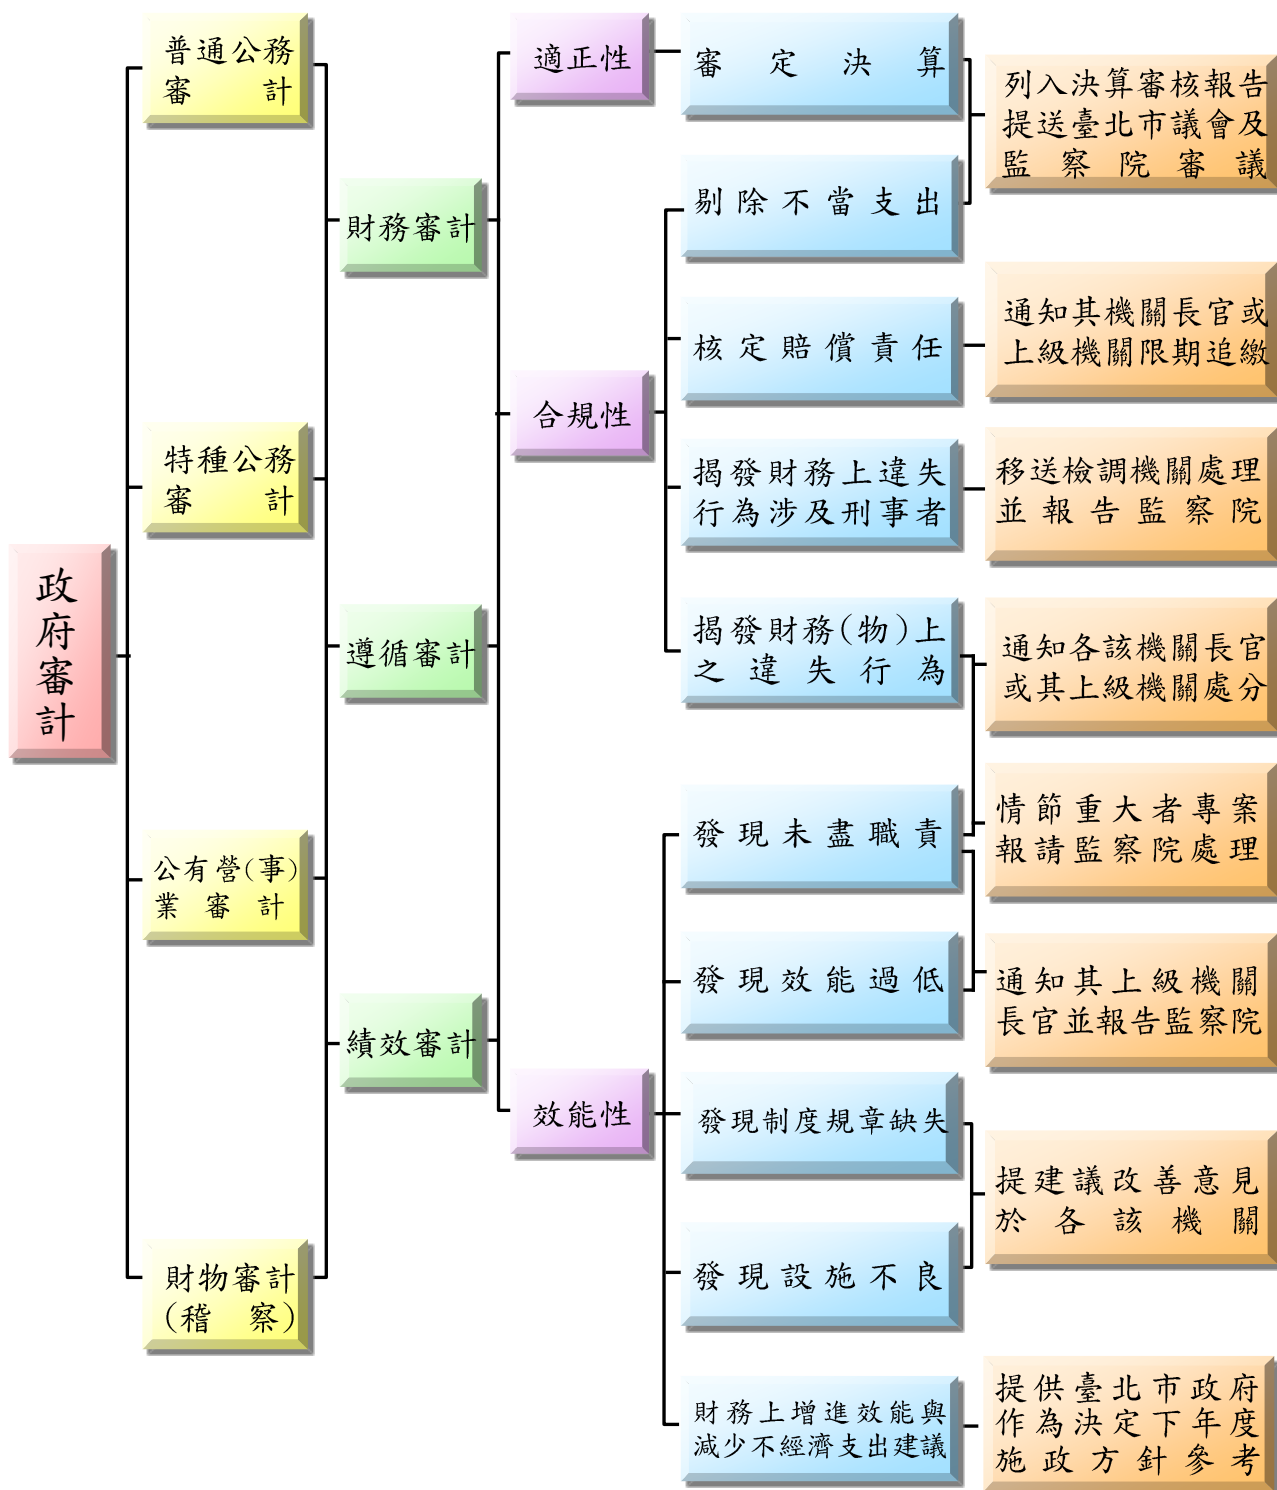 政府審計
普通公務
審計
特種公務
審計
公有營(事)
業審計
財物審計
(稽察)
財務審計
遵循審計
績效審計
適正性
合規性
效能性
審定決算
剔除不當支出
核定賠償責任
揭發財務上違失
行為涉及刑事者
揭發財務(物)上
之違失行為
發現未盡職責
發現效能過低
發現制度規章缺失
發現設施不良
財務上增進效能與
減少不經濟支出建議
列入決算審核報告
提送臺北市議會及
監察院審議
通知其機關長官或
上級機關限期追繳
移送檢調機關處理
並報告監察院
通知各該機關長官
或其上級機關處分
情節重大者專案
報請監察院處理
通知其上級機關
長官並報告監察院
提建議改善意見
於各該機關
提供臺北市政府
作為決定下年度
施政方針參考